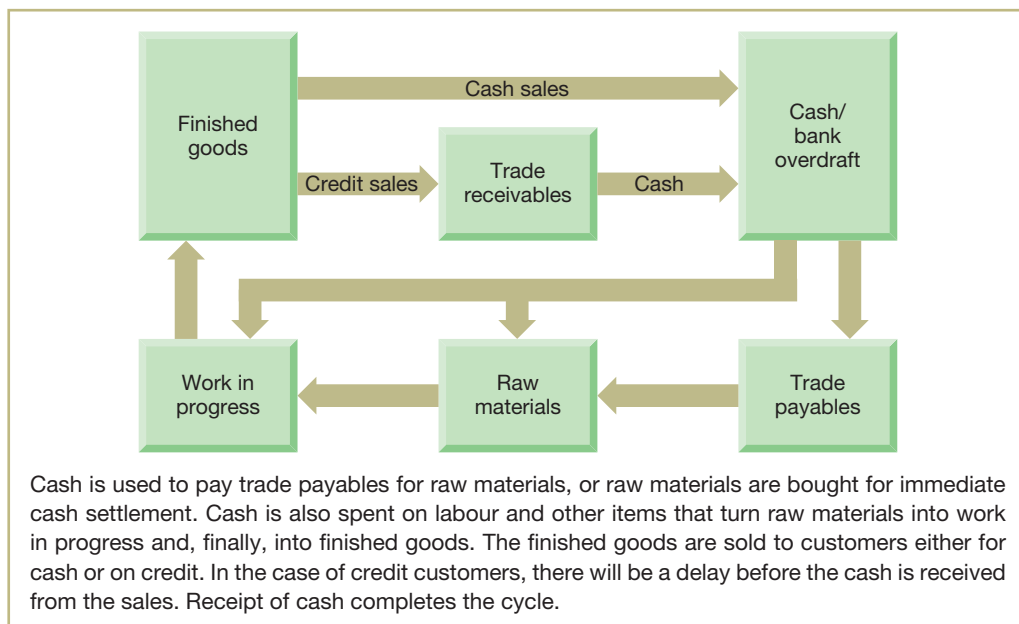 Finished
goods
Cash sales
Credit sales
Trade
receivables
Cash
Cash/
bank
overdraft
Work in
progress
Raw
materials
Trade
payables
Cash is used to pay trade payables for raw materials, or raw materials are bought for immediate
cash settlement. Cash is also spent on labour and other items that turn raw materials into work
in progress and, finally, into finished goods. The finished goods are sold to customers either for
cash or on credit. In the case of credit customers, there will be a delay before the cash is received
from the sales. Receipt of cash completes the cycle.